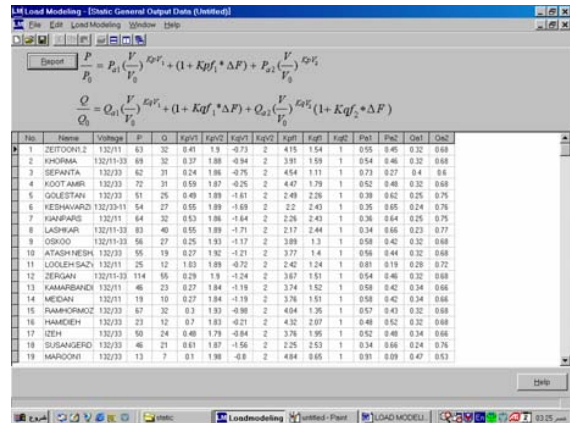 Load Modeling - [Static General Output Data (Untitled)]
File Edit Load Modeling Window Help
Report
P/P0 = Pa1(V/V0)^KpV1 + (1 + Kpf1 * ΔF) + Pa2(V/V0)^KpV2
Q/Q0 = Qa1(V/V0)^KqV1 + (1 + Kqf1 * ΔF) + Qa2(V/V0)^KqV2 (1 + Kqf2 * ΔF)
No. Name Voltage P Q KpV1 KpV2 KqV1 KqV2 Kpf1 Kqf1 Kqf2 Pa1 Pa2 Qa1 Qa2
1 ZEITOON1,2 132/11 63 32 0.41 1.9 -0.73 2 4.15 1.54 1 0.55 0.45 0.32 0.68
2 KHORMA 132/11-33 69 32 0.37 1.88 -0.94 2 3.91 1.59 1 0.54 0.46 0.32 0.68
3 SEPANTA 132/33 62 31 0.24 1.86 -0.75 2 4.54 1.11 1 0.73 0.27 0.4 0.6
4 KOOT AMIR 132/33 72 31 0.59 1.87 -0.25 2 4.47 1.79 1 0.52 0.48 0.32 0.68
5 GOLESTAN 132/33 51 25 0.49 1.89 -1.61 2 2.49 2.26 1 0.39 0.62 0.25 0.75
6 KESHAVARZI 132/33-11 54 27 0.55 1.89 -1.69 2 2.2 2.43 1 0.35 0.65 0.24 0.76
7 KIANPARS 132/11 64 32 0.53 1.86 -1.64 2 2.26 2.43 1 0.36 0.64 0.25 0.75
8 LASHKAR 132/11-33 83 40 0.55 1.89 -1.71 2 2.17 2.44 1 0.34 0.66 0.23 0.77
9 OSKOO 132/11-33 56 27 0.25 1.93 -1.17 2 3.89 1.3 1 0.58 0.42 0.32 0.68
10 ATASH NESH. 132/33 55 19 0.27 1.92 -1.21 2 3.77 1.4 1 0.56 0.44 0.32 0.68
11 LOOLEH SAZ 132/11 25 12 1.03 1.89 -0.72 2 2.42 1.24 1 0.81 0.19 0.28 0.72
12 ZERGAN 132/11-33 114 55 0.29 1.9 -1.24 2 3.67 1.51 1 0.54 0.46 0.32 0.68
13 KAMARBANDI 132/11 46 23 0.27 1.84 -1.19 2 3.74 1.52 1 0.58 0.42 0.34 0.66
14 MEIDAN 132/11 19 10 0.27 1.84 -1.19 2 3.76 1.51 1 0.58 0.42 0.34 0.66
15 RAMHORMOZ 132/33 67 32 0.3 1.93 -0.98 2 4.04 1.35 1 0.57 0.43 0.32 0.68
16 HAMIDIEH 132/33 23 12 0.7 1.83 -0.21 2 4.32 2.07 1 0.48 0.52 0.32 0.68
17 IZEH 132/33 50 24 0.48 1.79 -0.84 2 3.76 1.95 1 0.52 0.48 0.34 0.66
18 SUSANGERD 132/33 46 21 0.61 1.87 -1.56 2 2.25 2.53 1 0.34 0.66 0.24 0.76
19 MAROON1 132/33 13 7 0.1 1.98 -0.8 2 4.84 0.65 1 0.91 0.09 0.47 0.53
Help
static Loadmodeling untitled - Paint LOAD MODELI... En 03:25